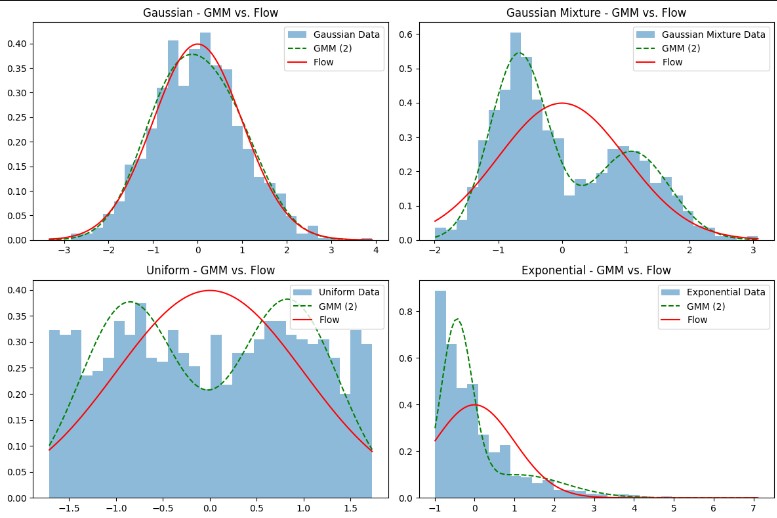 Gaussian - GMM vs. Flow
Gaussian Data
GMM (2)
Flow
0.40
0.35
0.30
0.25
0.20
0.15
0.10
0.05
0.00
−3 −2 −1 0 1 2 3 4
Gaussian Mixture - GMM vs. Flow
Gaussian Mixture Data
GMM (2)
Flow
0.6
0.5
0.4
0.3
0.2
0.1
0.0
−2 −1 0 1 2 3
Uniform - GMM vs. Flow
Uniform Data
GMM (2)
Flow
0.40
0.35
0.30
0.25
0.20
0.15
0.10
0.05
0.00
−1.5 −1.0 −0.5 0.0 0.5 1.0 1.5
Exponential - GMM vs. Flow
Exponential Data
GMM (2)
Flow
0.8
0.6
0.4
0.2
0.0
−1 0 1 2 3 4 5 6 7